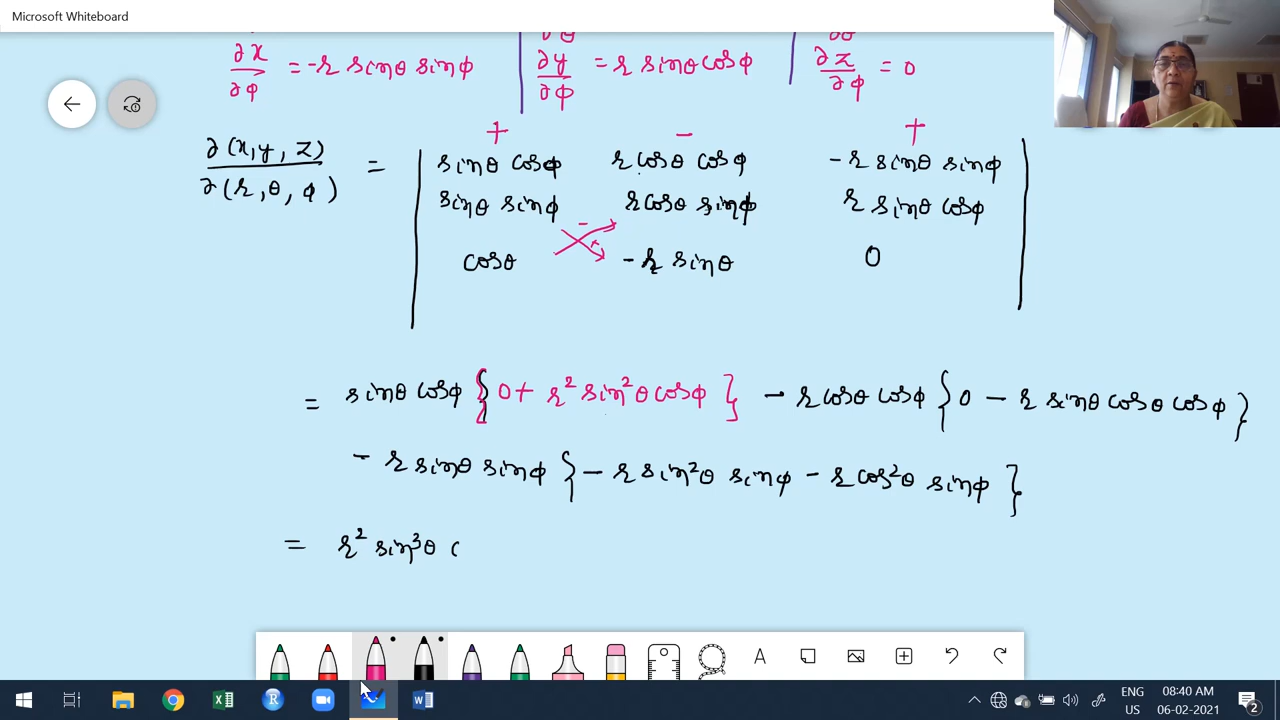 Microsoft Whiteboard
∂θ ∂θ
∂x/∂φ = -r sinθ sinφ | ∂y/∂φ = r sinθ cosφ | ∂z/∂φ = 0
+ - +
∂(x,y,z)/∂(r,θ,φ) = | sinθ cosφ r cosθ cosφ -r sinθ sinφ |
sinθ sinφ r cosθ sinφ r sinθ cosφ
- +
cosθ -r sinθ 0
= sinθ cosφ { 0 + r² sin²θ cosφ } - r cosθ cosφ { 0 - r sinθ cosθ cosφ }
- r sinθ sinφ } - r sin²θ sinφ - r cos²θ sinφ }
= r² sin³θ c
A
ENG 08:40 AM
US 06-02-2021 2